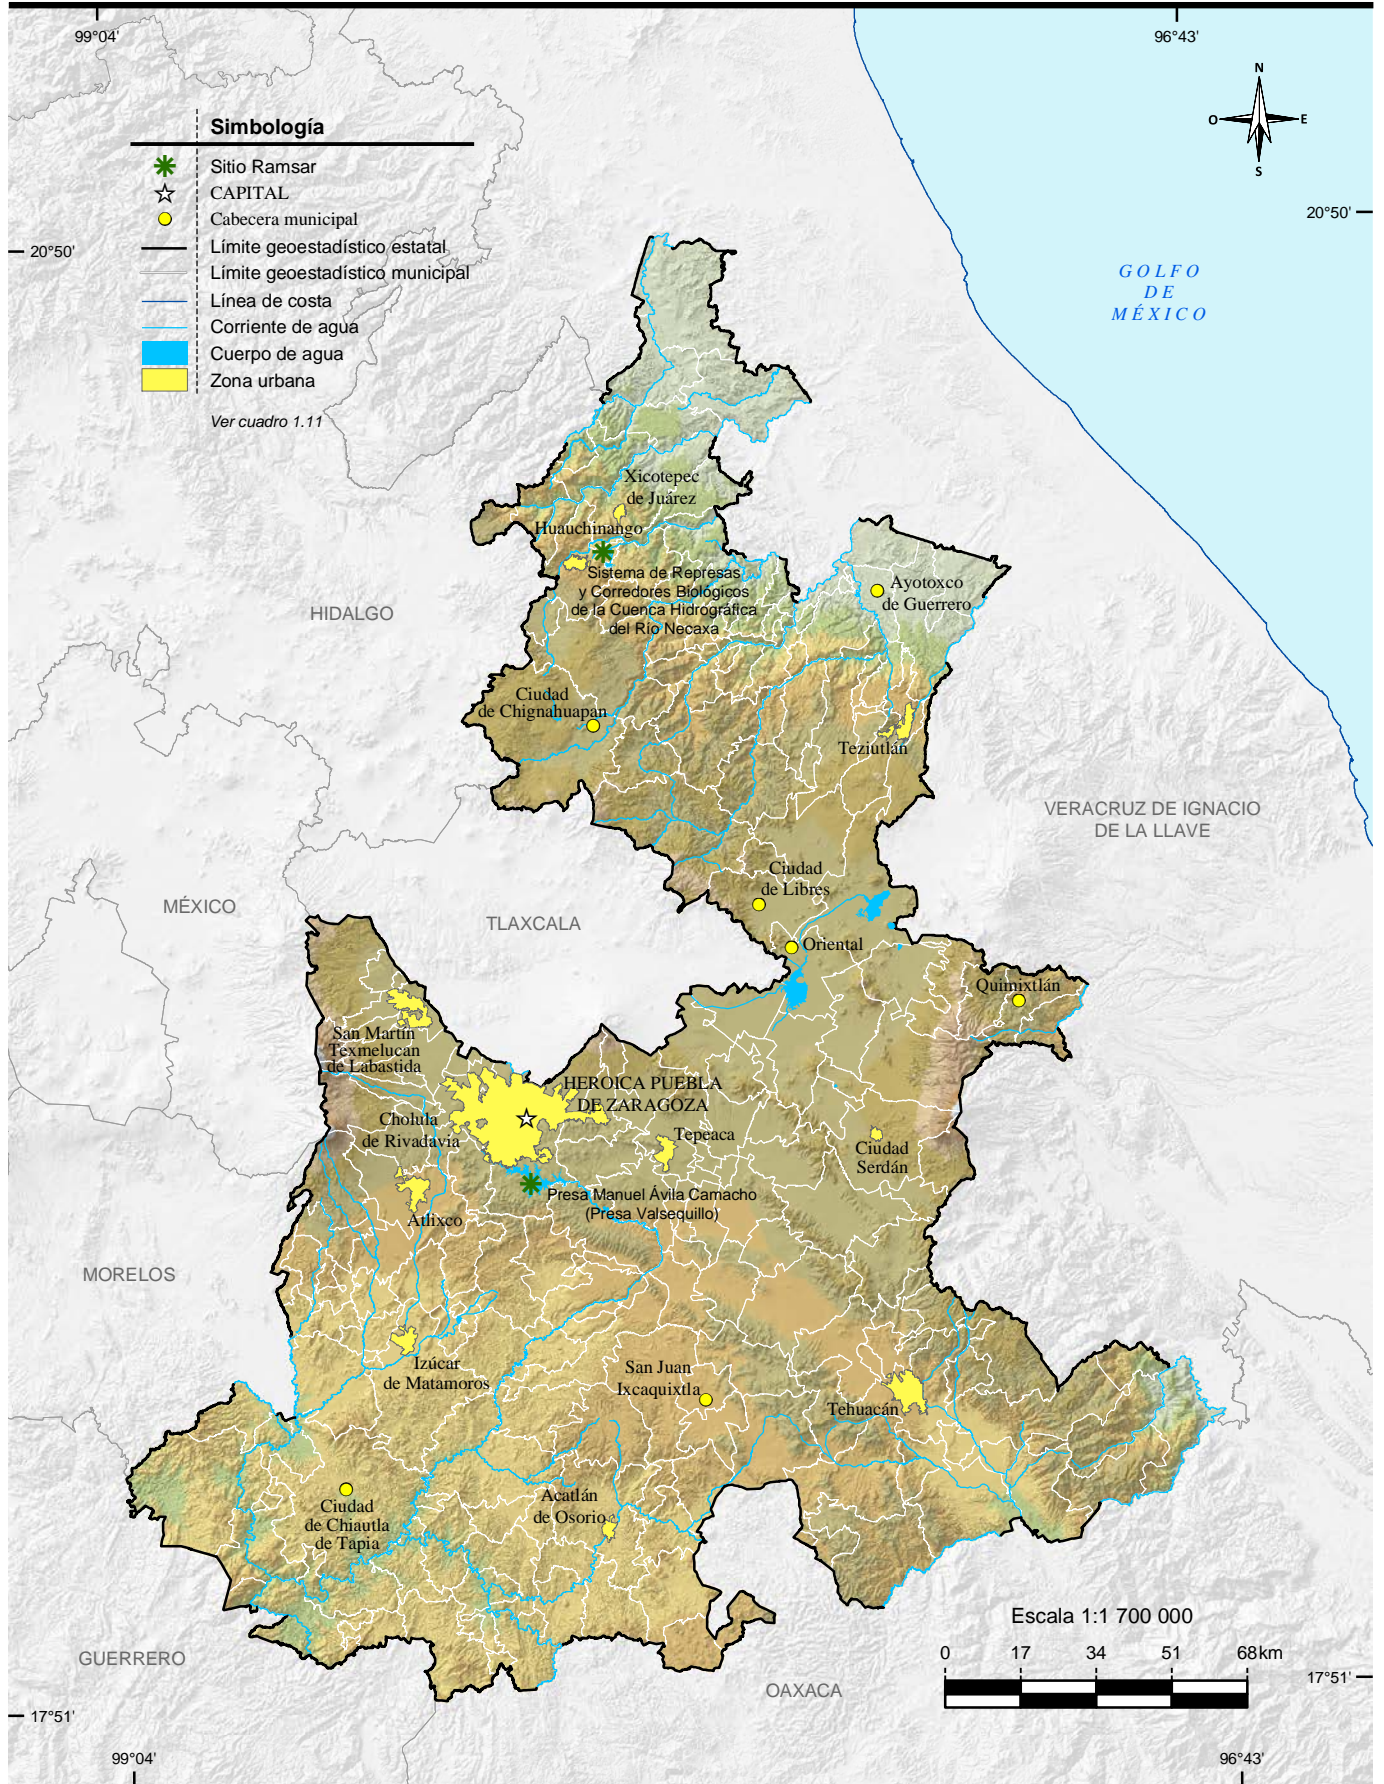 99°04'
96°43'
N
O
E
S
Simbología
Sitio Ramsar
CAPITAL
Cabecera municipal
Límite geoestadístico estatal
Límite geoestadístico municipal
Línea de costa
Corriente de agua
Cuerpo de agua
Zona urbana
Ver cuadro 1.11
20°50'
20°50'
GOLFO
DE
MÉXICO
Xicotepec
de Juárez
Huauchinango
Sistema de Represas
y Corredores Biológicos
de la Cuenca Hidrográfica
del Río Necaxa
Ayotoxco
de Guerrero
HIDALGO
Ciudad
de Chignahuapan
Teziutlán
VERACRUZ DE IGNACIO
DE LA LLAVE
Ciudad
de Libres
MÉXICO
TLAXCALA
Oriental
Quimixtlán
San Martín
Texmelucan
de Labastida
HEROICA PUEBLA
DE ZARAGOZA
Cholula
de Rivadavia
Tepeaca
Ciudad
Serdán
Presa Manuel Ávila Camacho
(Presa Valsequillo)
Atlixco
MORELOS
Izúcar
de Matamoros
San Juan
Ixcaquixtla
Tehuacán
Ciudad
de Chiautla
de Tapia
Acatlán
de Osorio
GUERRERO
OAXACA
Escala 1:1 700 000
0 17 34 51 68 km
17°51'
17°51'
99°04'
96°43'